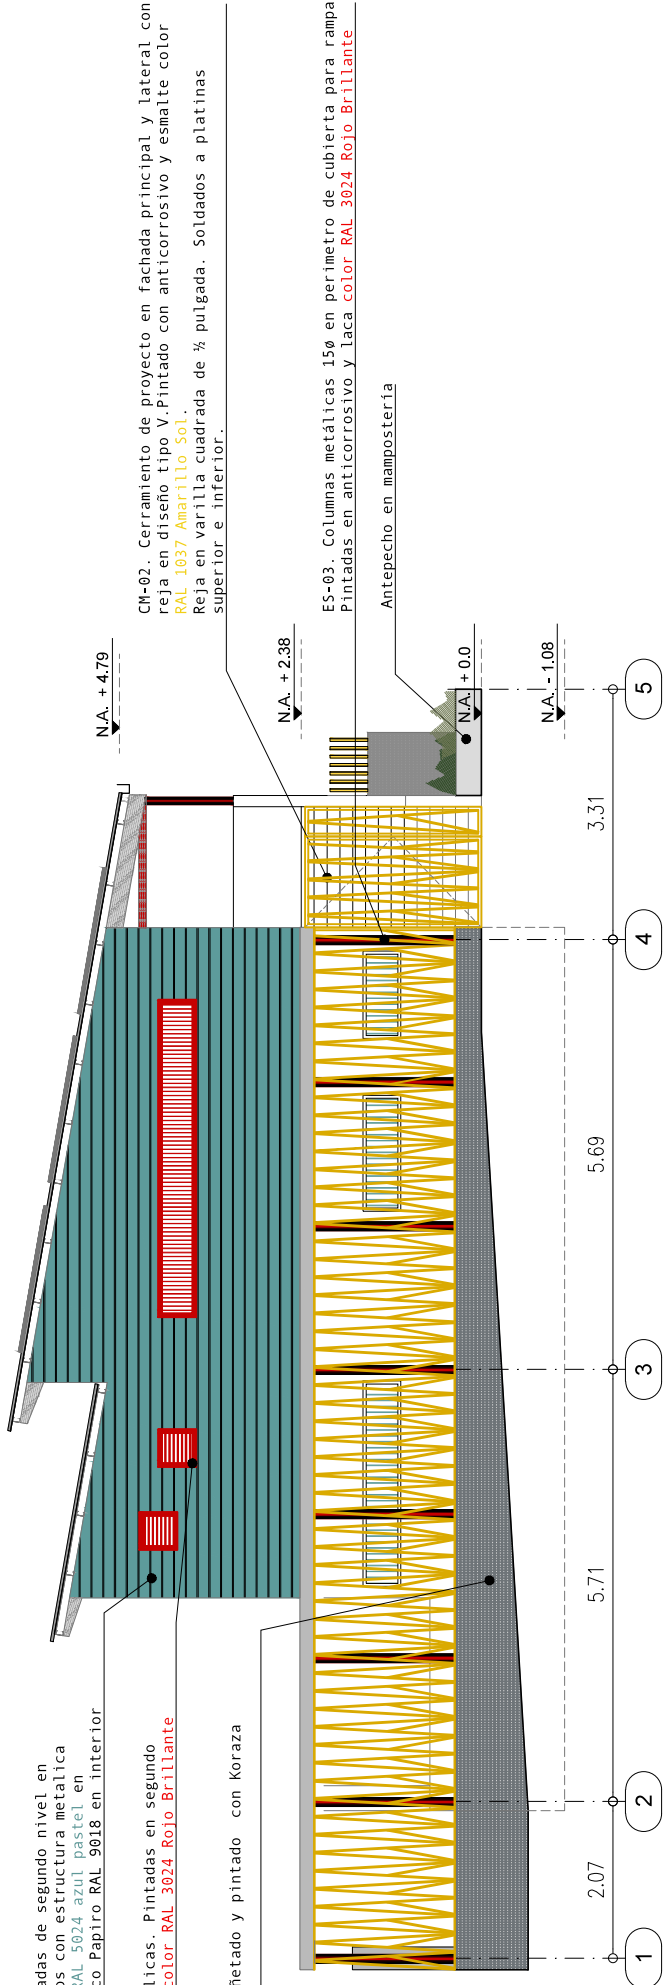 CM-02. Cerramiento de proyecto en fachada principal y lateral con
reja en diseño tipo V.Pintado con anticorrosivo y esmalte color
RAL 1037 Amarillo Sol.
Reja en varilla cuadrada de ½ pulgada. Soldados a platinas
superior e inferior.
ES-03. Columnas metálicas 15ø en perimetro de cubierta para rampa
Pintadas en anticorrosivo y laca color RAL 3024 Rojo Brillante
Antepecho en mampostería
adas de segundo nivel en
os con estructura metalica
RAL 5024 azul pastel en
co Papiro RAL 9018 en interior
licas. Pintadas en segundo
color RAL 3024 Rojo Brillante
ñetado y pintado con Koraza
N.A. + 4.79
N.A. + 2.38
N.A. + 0.0
N.A. - 1.08
2.07
5.71
5.69
3.31
1
2
3
4
5